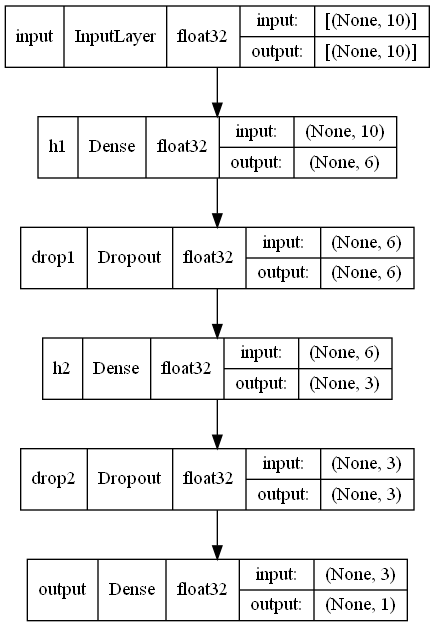 input InputLayer float32 input: [(None, 10)]
output: [(None, 10)]
h1 Dense float32 input: (None, 10)
output: (None, 6)
drop1 Dropout float32 input: (None, 6)
output: (None, 6)
h2 Dense float32 input: (None, 6)
output: (None, 3)
drop2 Dropout float32 input: (None, 3)
output: (None, 3)
output Dense float32 input: (None, 3)
output: (None, 1)